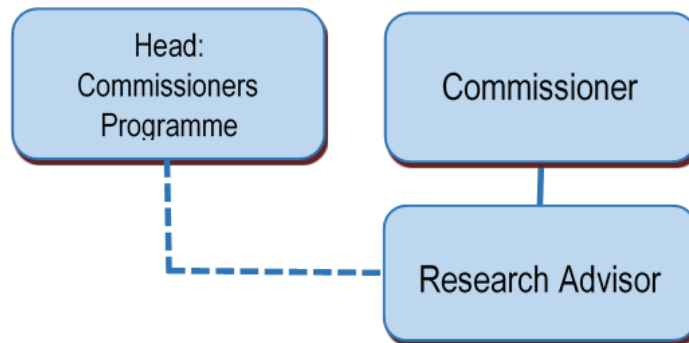 Head:
Commissioners
Programme
Commissioner
Research Advisor